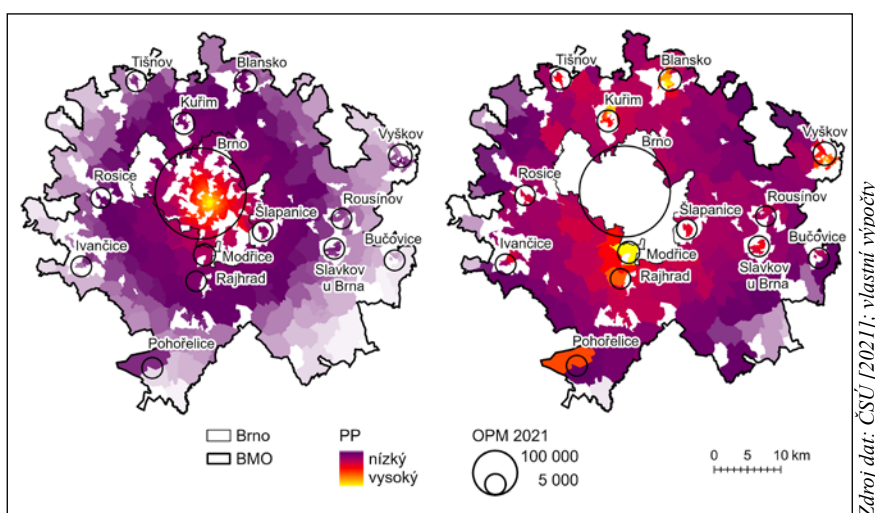 Tišnov
Blansko
Kuřim
Vyškov
Brno
Rosice
Rousínov
Šlapanice
Bučovice
Ivančice
Modřice
Slavkov
u Brna
Rajhrad
Pohořelice
Tišnov
Blansko
Kuřim
Vyškov
Brno
Rosice
Rousínov
Šlapanice
Bučovice
Ivančice
Modřice
Slavkov
u Brna
Rajhrad
Pohořelice
Brno
BMO
PP
nízký
vysoký
OPM 2021
100 000
5 000
0 5 10 km
Zdroj dat: ČSÚ [2021]; vlastní výpočty